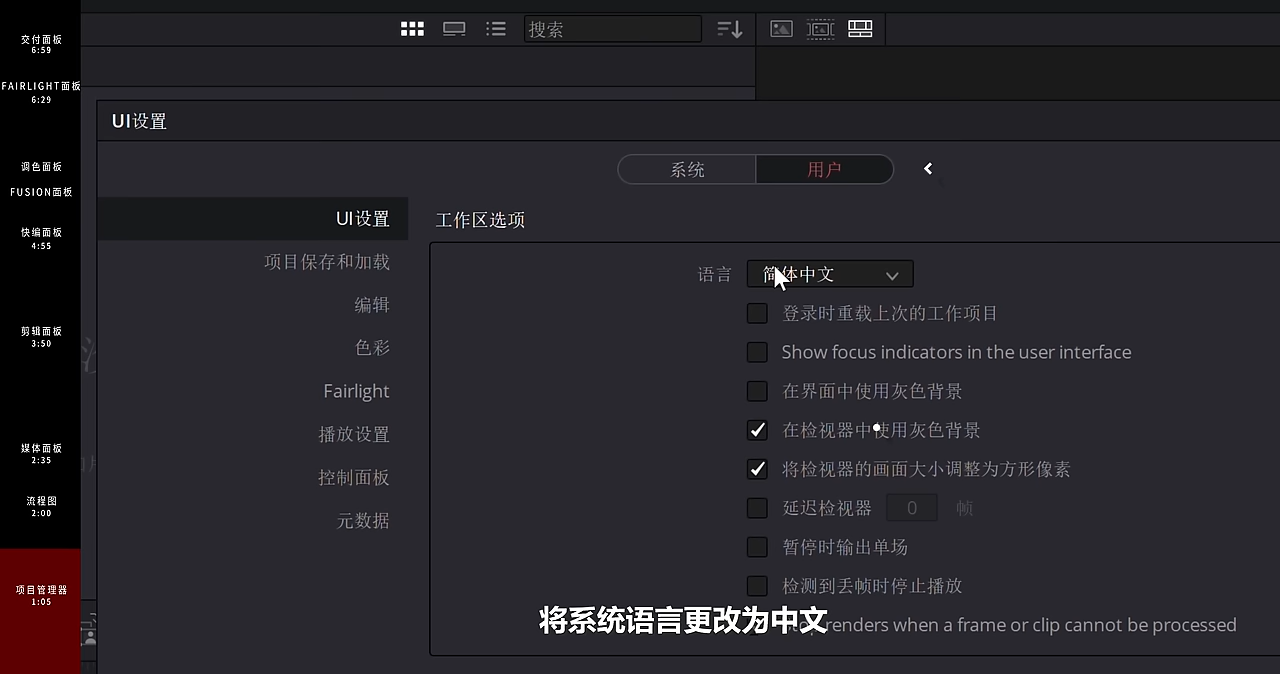 交付面板
6:59
FAIRLIGHT面板
6:29
调色面板
FUSION面板
快编面板
4:55
剪辑面板
3:50
媒体面板
2:35
流程图
2:00
项目管理器
1:05
搜索
UI设置
系统
用户
UI设置
项目保存和加载
编辑
色彩
Fairlight
播放设置
控制面板
元数据
工作区选项
语言 简体中文
登录时重载上次的工作项目
Show focus indicators in the user interface
在界面中使用灰色背景
在检视器中使用灰色背景
将检视器的画面大小调整为方形像素
延迟检视器 0 帧
暂停时输出单场
检测到丢帧时停止播放
renders when a frame or clip cannot be processed
将系统语言更改为中文